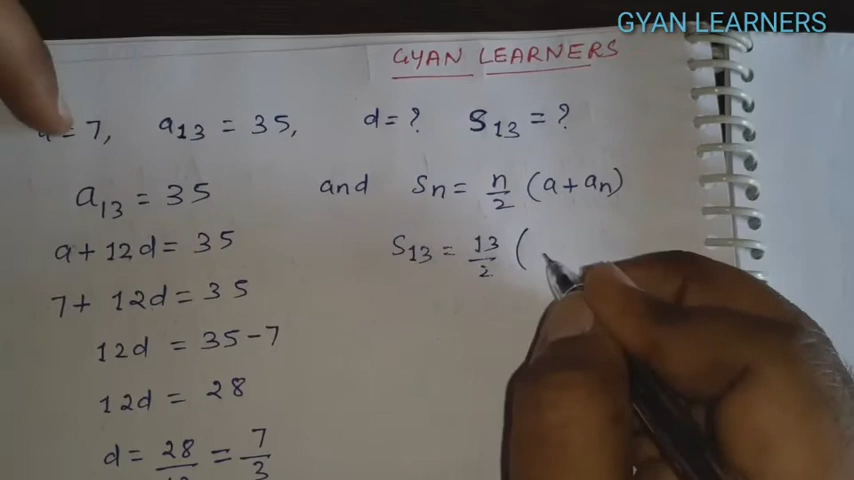 GYAN LEARNERS
GYAN LEARNERS
a = 7, a₁₃ = 35, d = ? S₁₃ = ?
a₁₃ = 35
a + 12d = 35
7 + 12d = 35
12d = 35 - 7
12d = 28
d = 28/12 = 7/3
and Sn = n/2 (a + an)
S₁₃ = 13/2 (